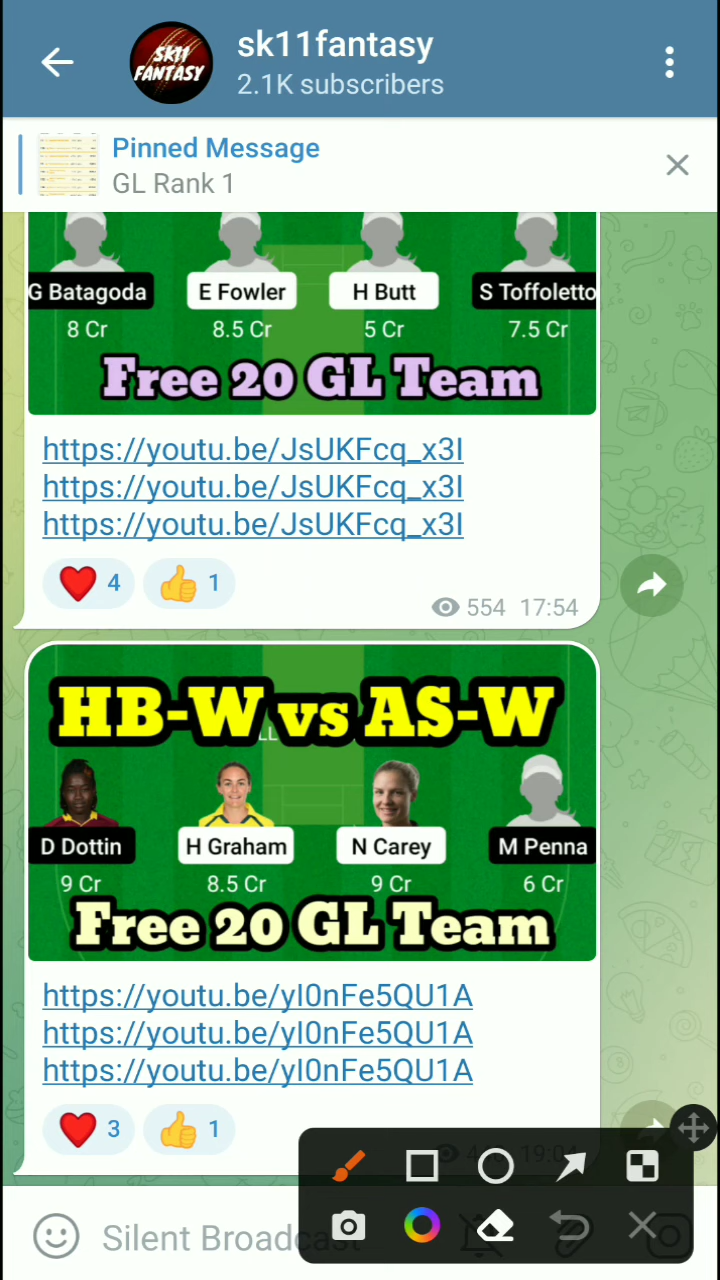 sk11fantasy
SK11
FANTASY
2.1K subscribers
Pinned Message
GL Rank 1
G Batagoda
E Fowler
H Butt
S Toffoletto
8 Cr
8.5 Cr
5 Cr
7.5 Cr
Free 20 GL Team
https://youtu.be/JsUKFcq_x3I
https://youtu.be/JsUKFcq_x3I
https://youtu.be/JsUKFcq_x3I
4
1
554 17:54
HB-W vs AS-W
D Dottin
H Graham
N Carey
M Penna
9 Cr
8.5 Cr
9 Cr
6 Cr
Free 20 GL Team
https://youtu.be/yI0nFe5QU1A
https://youtu.be/yI0nFe5QU1A
https://youtu.be/yI0nFe5QU1A
3
1
19:04
Silent Broadcast